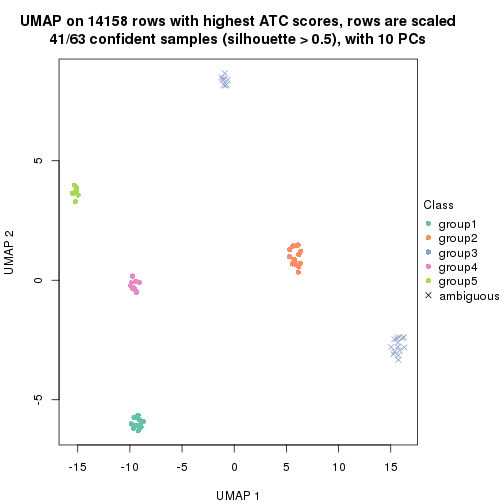 UMAP on 14158 rows with highest ATC scores, rows are scaled
41/63 confident samples (silhouette > 0.5), with 10 PCs
UMAP 2
5
0
-5
-15
-10
-5
0
5
10
15
UMAP 1
Class
group1
group2
group3
group4
group5
ambiguous